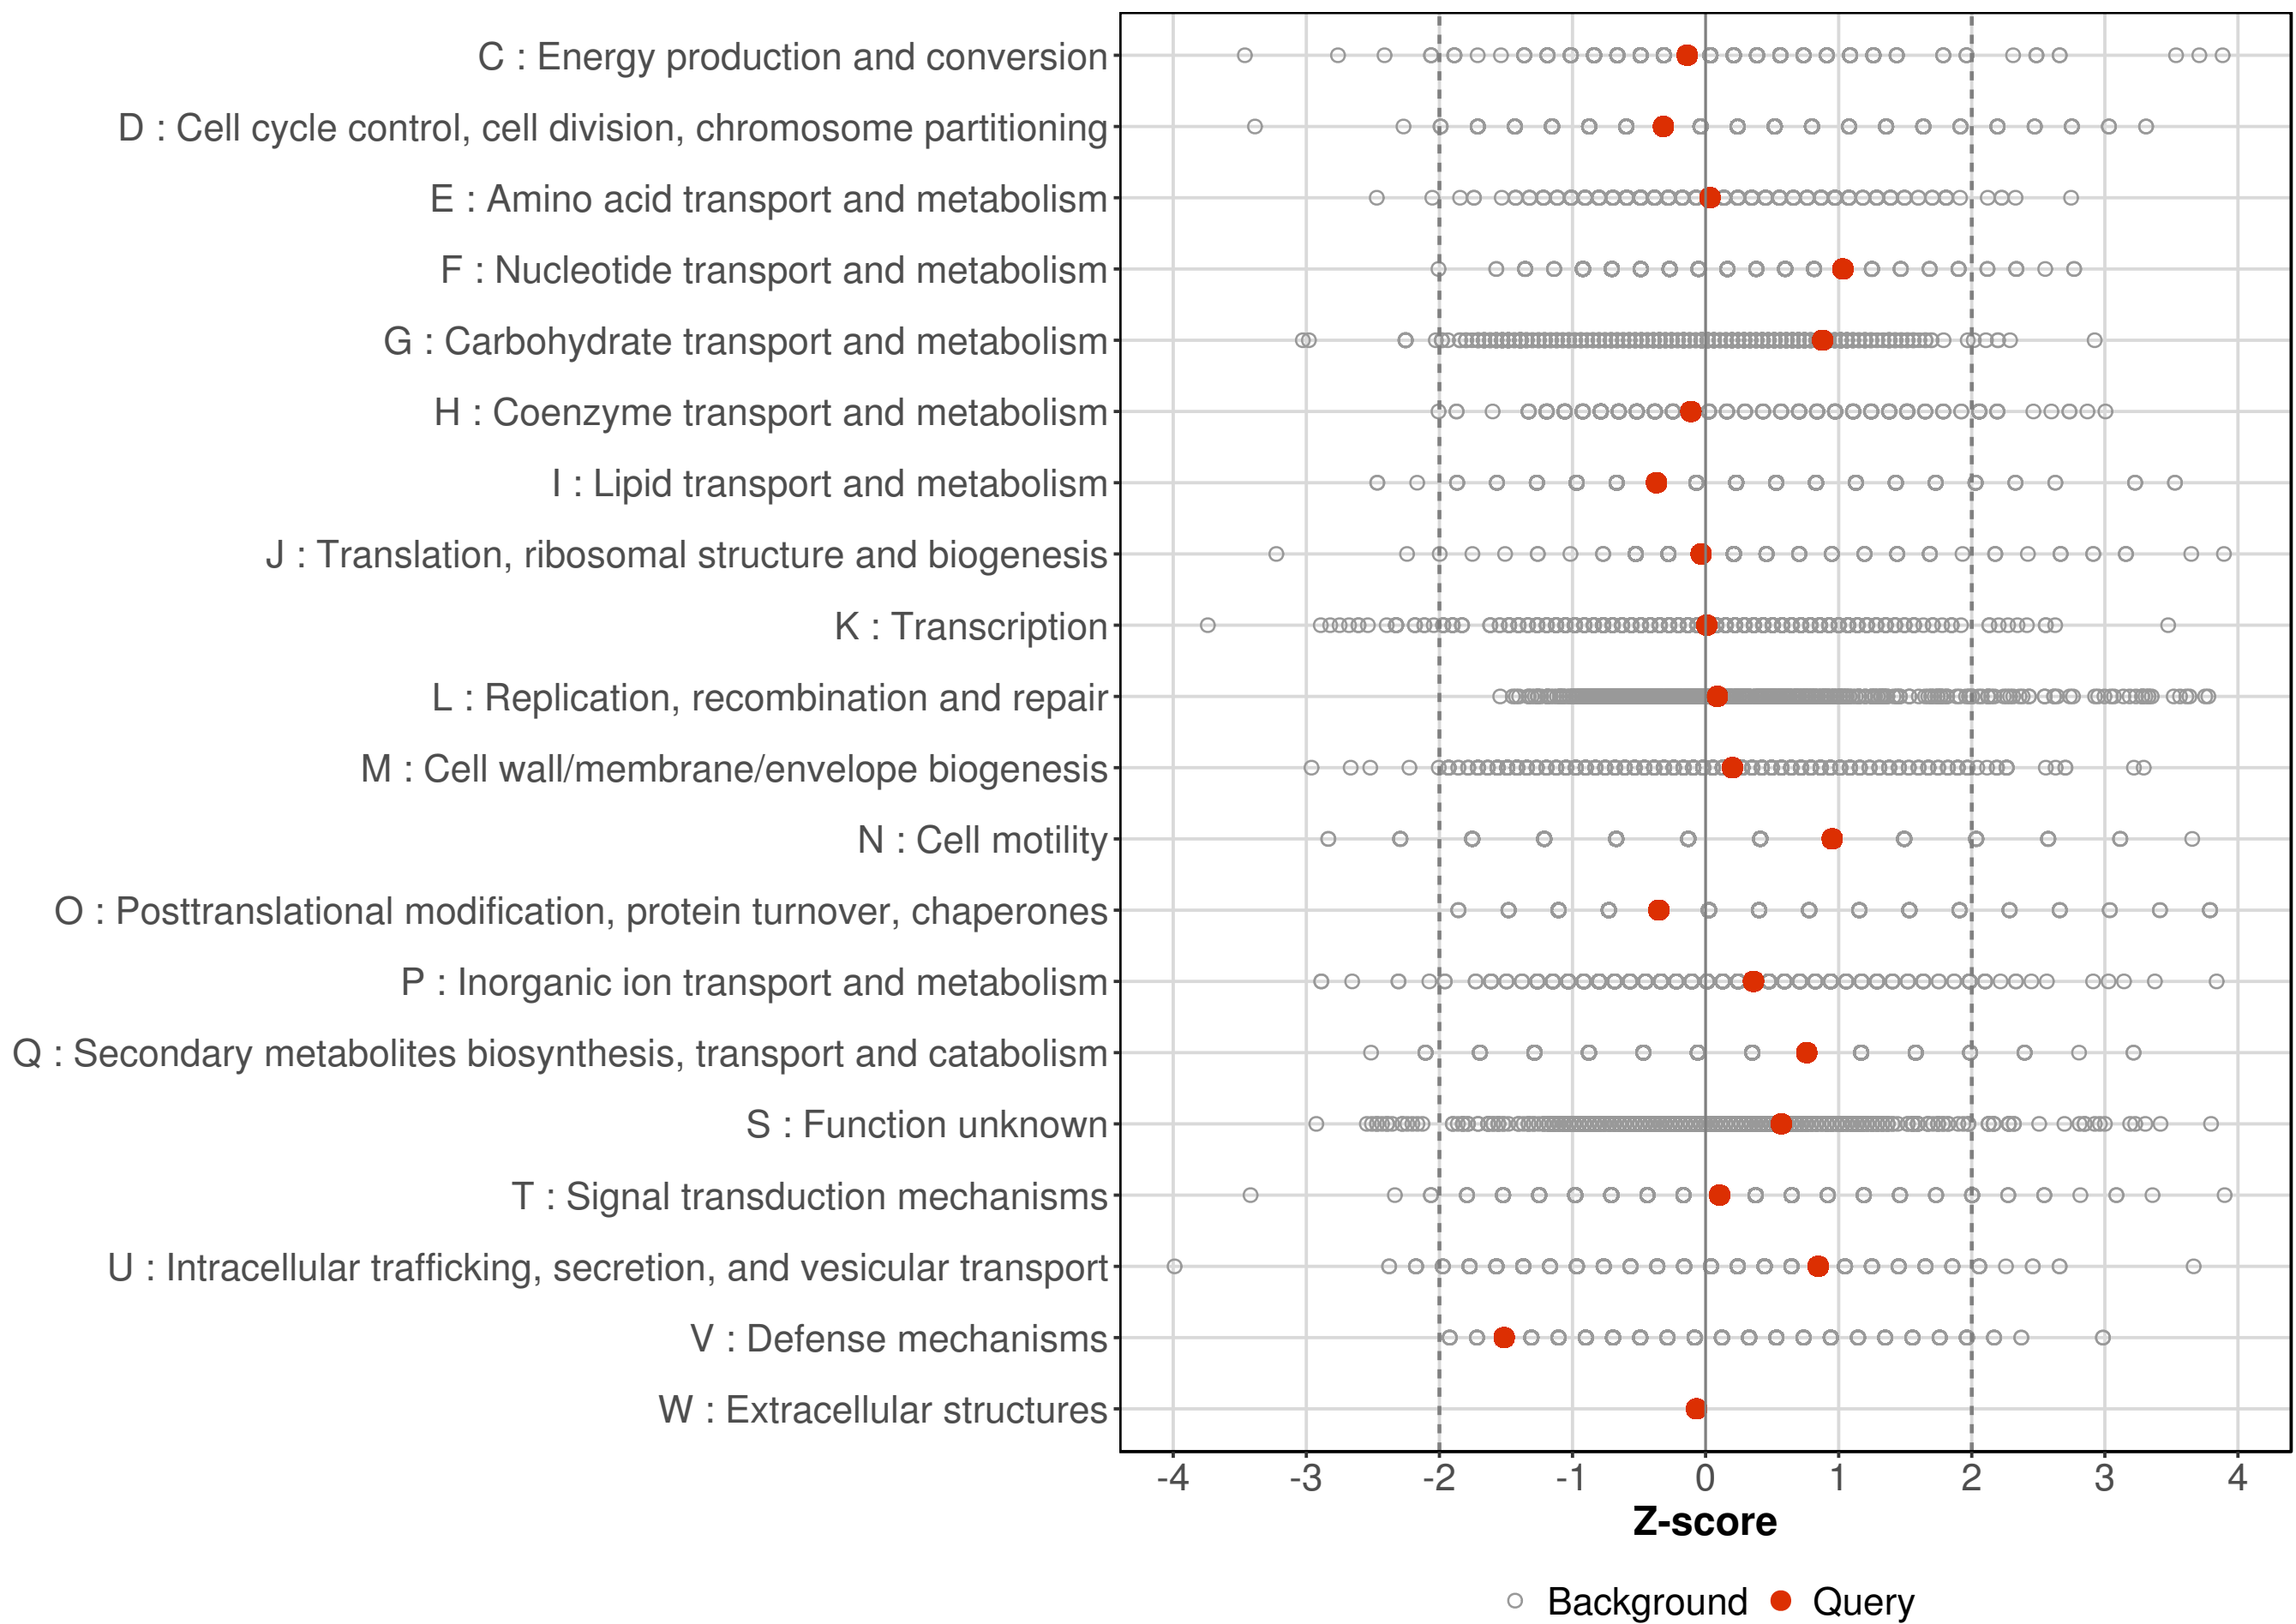 C : Energy production and conversion
D : Cell cycle control, cell division, chromosome partitioning
E : Amino acid transport and metabolism
F : Nucleotide transport and metabolism
G : Carbohydrate transport and metabolism
H : Coenzyme transport and metabolism
I : Lipid transport and metabolism
J : Translation, ribosomal structure and biogenesis
K : Transcription
L : Replication, recombination and repair
M : Cell wall/membrane/envelope biogenesis
N : Cell motility
O : Posttranslational modification, protein turnover, chaperones
P : Inorganic ion transport and metabolism
Q : Secondary metabolites biosynthesis, transport and catabolism
S : Function unknown
T : Signal transduction mechanisms
U : Intracellular trafficking, secretion, and vesicular transport
V : Defense mechanisms
W : Extracellular structures
-4 -3 -2 -1 0 1 2 3 4
Z-score
Background Query